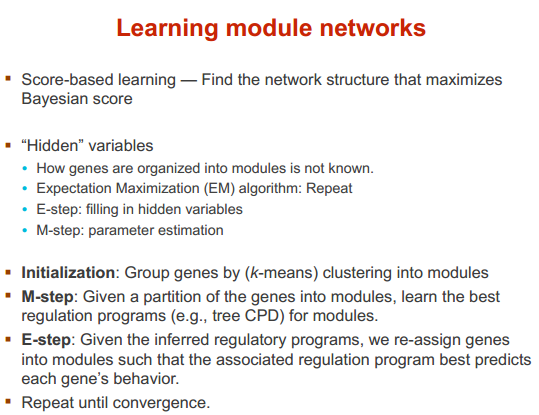 Learning module networks
▪ Score-based learning — Find the network structure that maximizes
Bayesian score
▪ “Hidden” variables
• How genes are organized into modules is not known.
• Expectation Maximization (EM) algorithm: Repeat
• E-step: filling in hidden variables
• M-step: parameter estimation
▪ Initialization: Group genes by (k-means) clustering into modules
▪ M-step: Given a partition of the genes into modules, learn the best
regulation programs (e.g., tree CPD) for modules.
▪ E-step: Given the inferred regulatory programs, we re-assign genes
into modules such that the associated regulation program best predicts
each gene’s behavior.
▪ Repeat until convergence.